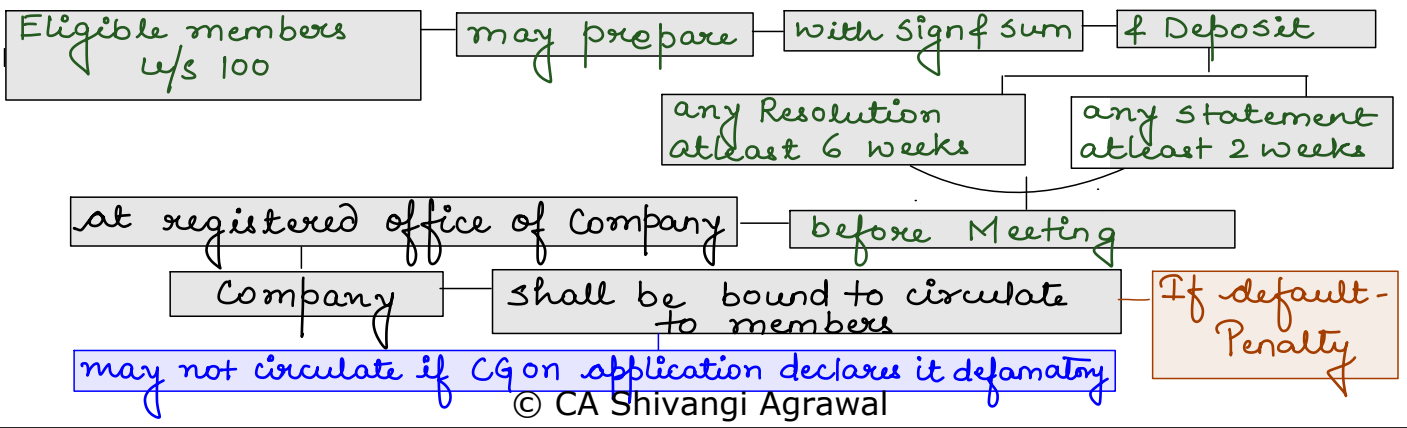 Eligible members
u/s 100
may prepare
with sign & sum
& Deposit
any Resolution
atleast 6 weeks
any statement
atleast 2 weeks
before Meeting
at registered office of Company
Company
shall be bound to circulate
to members
If default-
Penalty
may not circulate if CG on application declares it defamatory
© CA Shivangi Agrawal